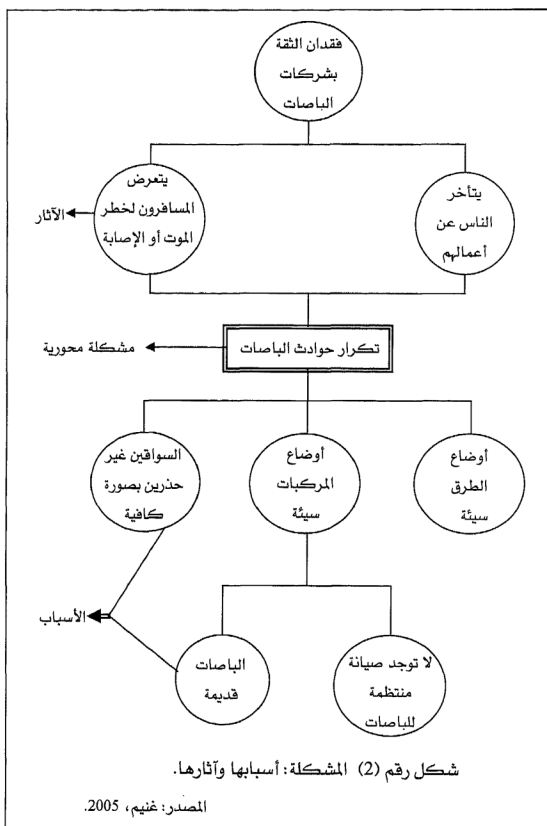 فقدان الثقة
بشركات
الباصات
يتأخر
الناس عن
أعمالهم
يتعرض
المسافرون لخطر
الموت أو الإصابة
الآثار
تكرار حوادث الباصات
مشكلة محورية
أوضاع
الطرق
سيئة
أوضاع
المركبات
سيئة
السواقين غير
حذرين بصورة
كافية
الأسباب
لا توجد صيانة
منتظمة
للباصات
الباصات
قديمة
شكل رقم (2) المشكلة: أسبابها وآثارها.
المصدر: غنيم، 2005.